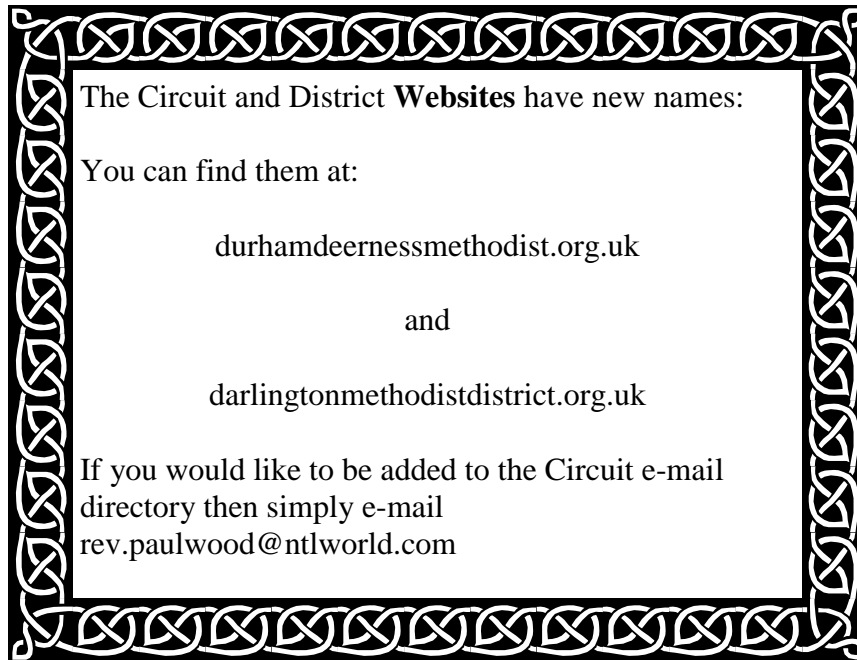 The Circuit and District Websites have new names:
You can find them at:
durhamdeernessmethodist.org.uk
and
darlingtonmethodistdistrict.org.uk
If you would like to be added to the Circuit e-mail
directory then simply e-mail
rev.paulwood@ntlworld.com